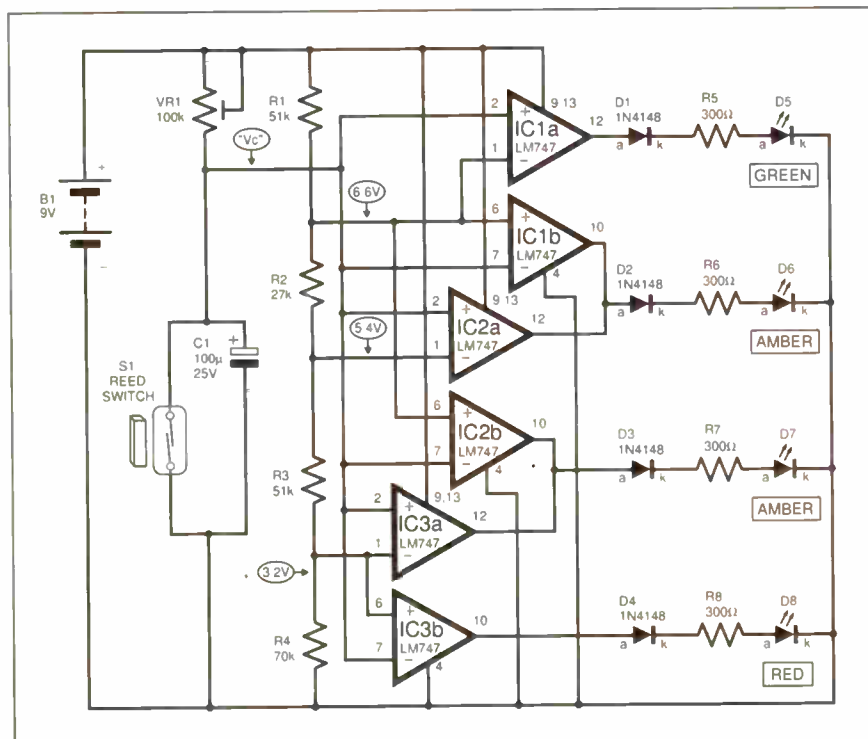 VR1
100k
R1
51k
"Vc"
B1
9V
+
-
6 6V
R2
27k
5 4V
S1
REED
SWITCH
+
C1
100µ
25V
R3
51k
3 2V
R4
70k
2
+
1
-
IC1a
LM747
9 13
12
D1
1N4148
a
k
R5
300Ω
D5
a
k
GREEN
6
+
7
-
IC1b
LM747
10
4
D2
1N4148
a
k
R6
300Ω
D6
a
k
AMBER
2
+
1
-
IC2a
LM747
9 13
12
6
+
7
-
IC2b
LM747
10
4
D3
1N4148
a
k
R7
300Ω
D7
a
k
AMBER
2
+
1
-
IC3a
LM747
9,13
12
6
+
7
-
IC3b
LM747
10
4
D4
1N4148
a
k
R8
300Ω
D8
a
k
RED